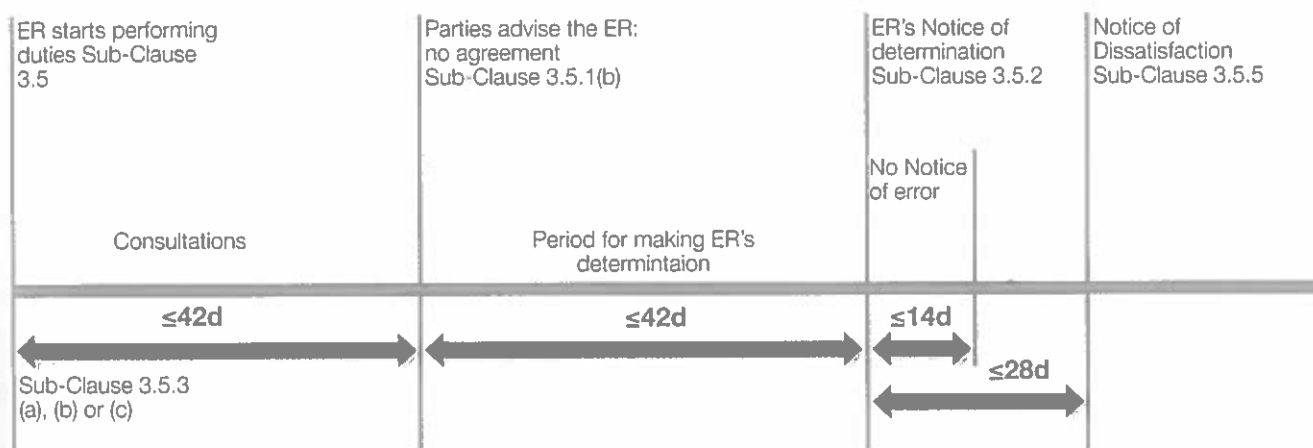 ER starts performing
duties Sub-Clause
3.5
Parties advise the ER:
no agreement
Sub-Clause 3.5.1(b)
ER's Notice of
determination
Sub-Clause 3.5.2
Notice of
Dissatisfaction
Sub-Clause 3.5.5
No Notice
of error
Consultations
Period for making ER's
determintaion
≤42d
≤42d
≤14d
≤28d
Sub-Clause 3.5.3
(a), (b) or (c)